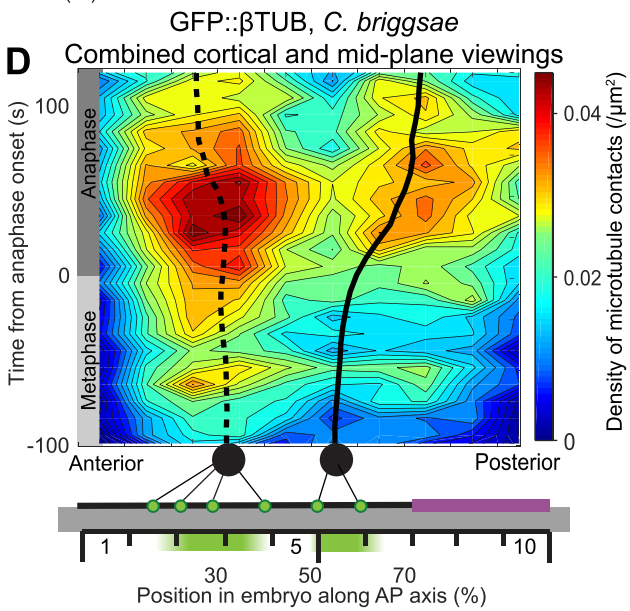 GFP::βTUB, C. briggsae
Combined cortical and mid-plane viewings
D
Time from anaphase onset (s)
100
0
-100
Anaphase
Metaphase
0.04
0.02
0
Density of microtubule contacts (/μm²)
Anterior
Posterior
1
5
10
30
50
70
Position in embryo along AP axis (%)